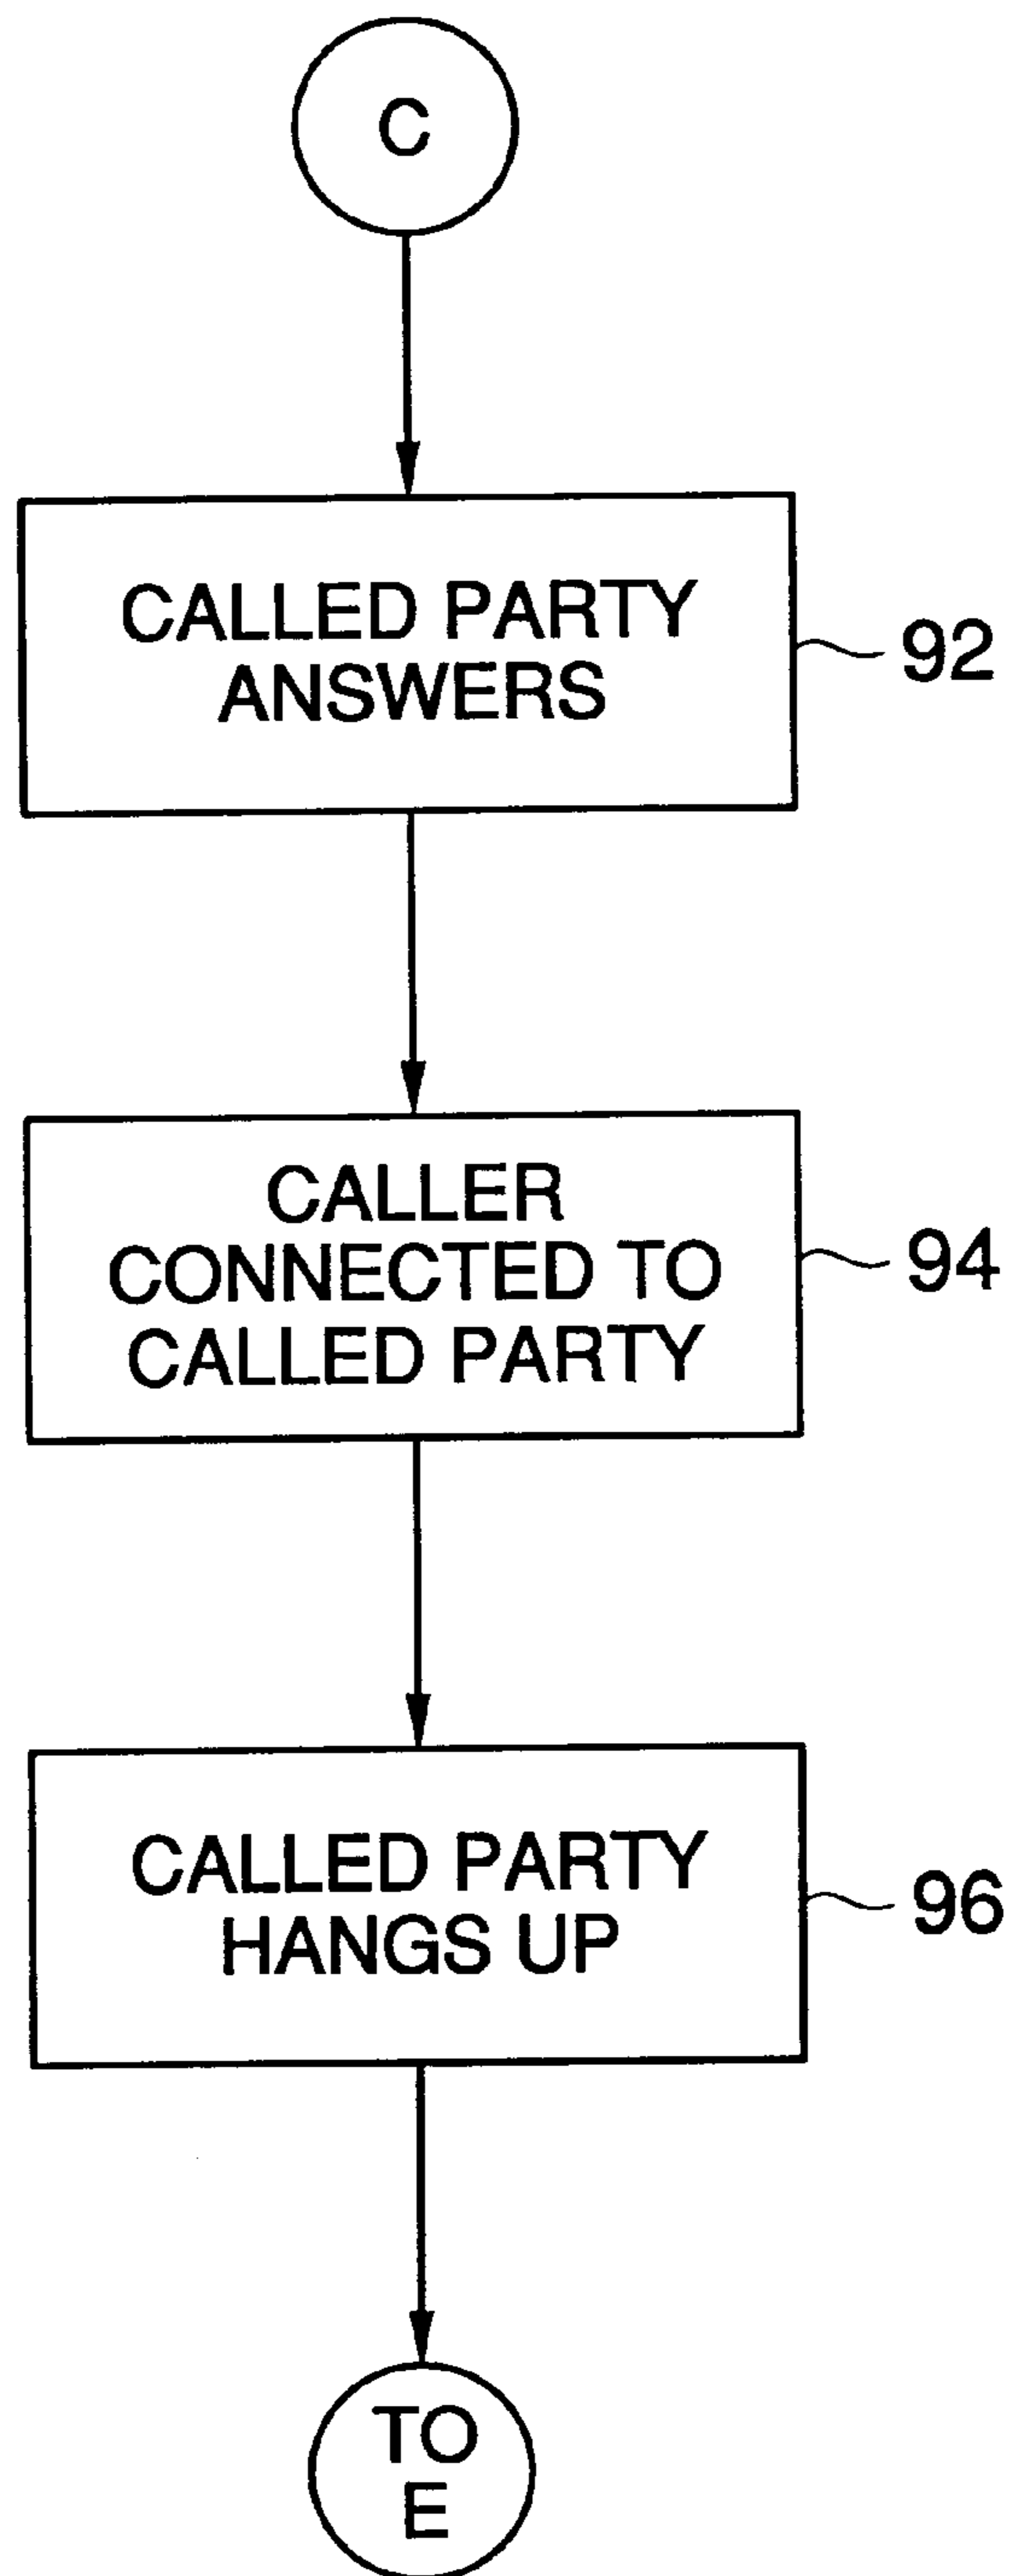 C
CALLED PARTY
ANSWERS
92
CALLER
CONNECTED TO
CALLED PARTY
94
CALLED PARTY
HANGS UP
96
TO
E